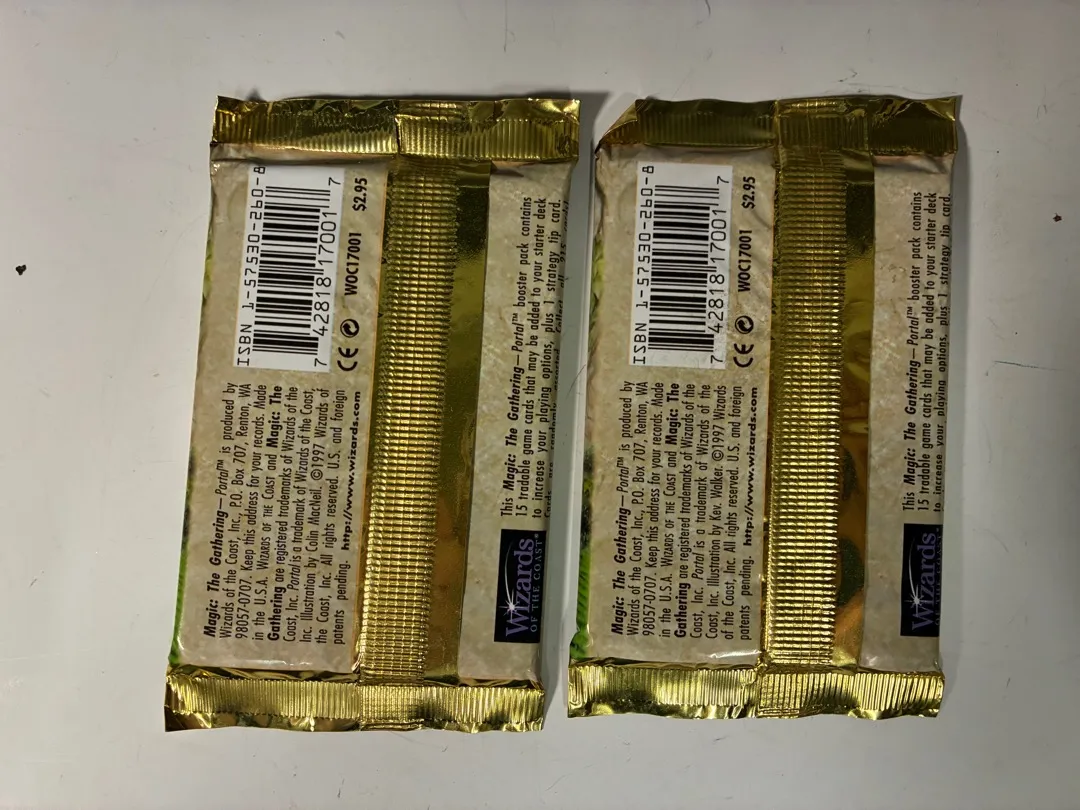 ISBN 1-57530-260-8
7 42818 17001 7
$2.95
CE WOC17001
Magic: The Gathering—Portal™ is produced by
Wizards of the Coast, Inc., P.O. Box 707, Renton, WA
98057-0707. Keep this address for your records. Made
in the U.S.A. WIZARDS OF THE COAST and Magic: The
Gathering are registered trademarks of Wizards of the
Coast, Inc. Portal is a trademark of Wizards of the Coast,
Inc. Illustration by Colin MacNeil. ©1997 Wizards of
the Coast, Inc. All rights reserved. U.S. and foreign
patents pending. http://www.wizards.com
This Magic: The Gathering—Portal™ booster pack contains
15 tradable game cards that may be added to your starter deck
to increase your playing options, plus 1 strategy tip card.
Cards are randomly assorted. Collect all
Wizards
OF THE COAST®
ISBN 1-57530-260-8
7 42818 17001 7
$2.95
CE WOC17001
Magic: The Gathering—Portal™ is produced by
Wizards of the Coast, Inc., P.O. Box 707, Renton, WA
98057-0707. Keep this address for your records. Made
in the U.S.A. WIZARDS OF THE COAST and Magic: The
Gathering are registered trademarks of Wizards of the
Coast, Inc. Portal is a trademark of Wizards of the
Coast, Inc. Illustration by Kev. Walker. ©1997 Wizards
of the Coast, Inc. All rights reserved. U.S. and foreign
patents pending. http://www.wizards.com
This Magic: The Gathering—Portal™ booster pack contains
15 tradable game cards that may be added to your starter deck
to increase your playing options, plus 1 strategy tip card.
Wizards
OF THE COAST